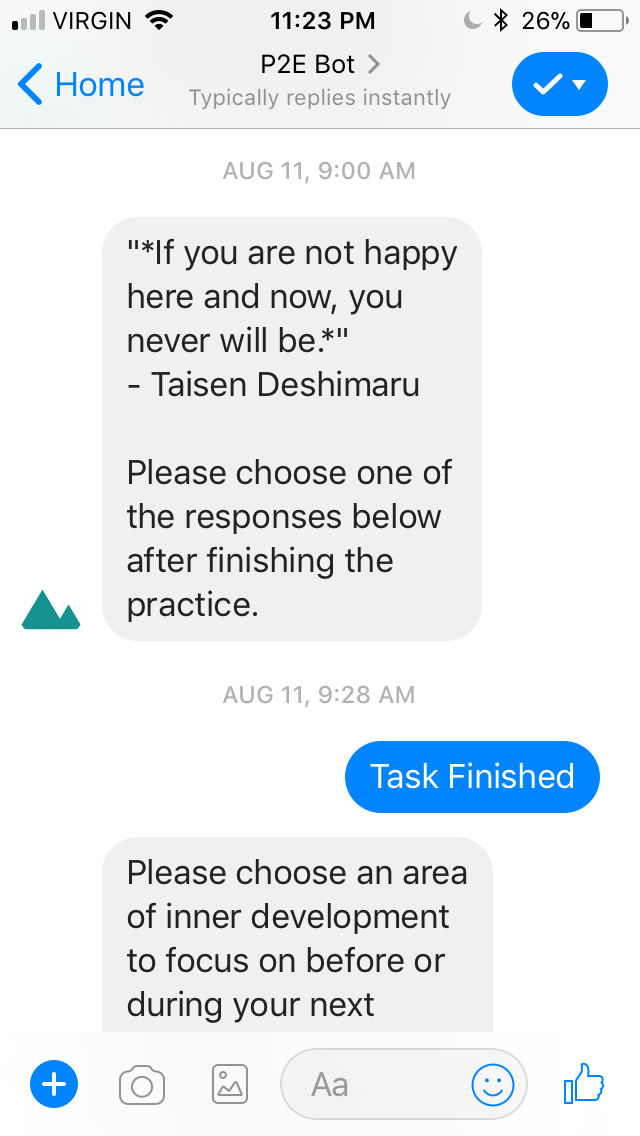 VIRGIN 11:23 PM 26%
Home P2E Bot
Typically replies instantly
AUG 11, 9:00 AM
"*If you are not happy
here and now, you
never will be.*"
- Taisen Deshimaru
Please choose one of
the responses below
after finishing the
practice.
AUG 11, 9:28 AM
Task Finished
Please choose an area
of inner development
to focus on before or
during your next
Aa